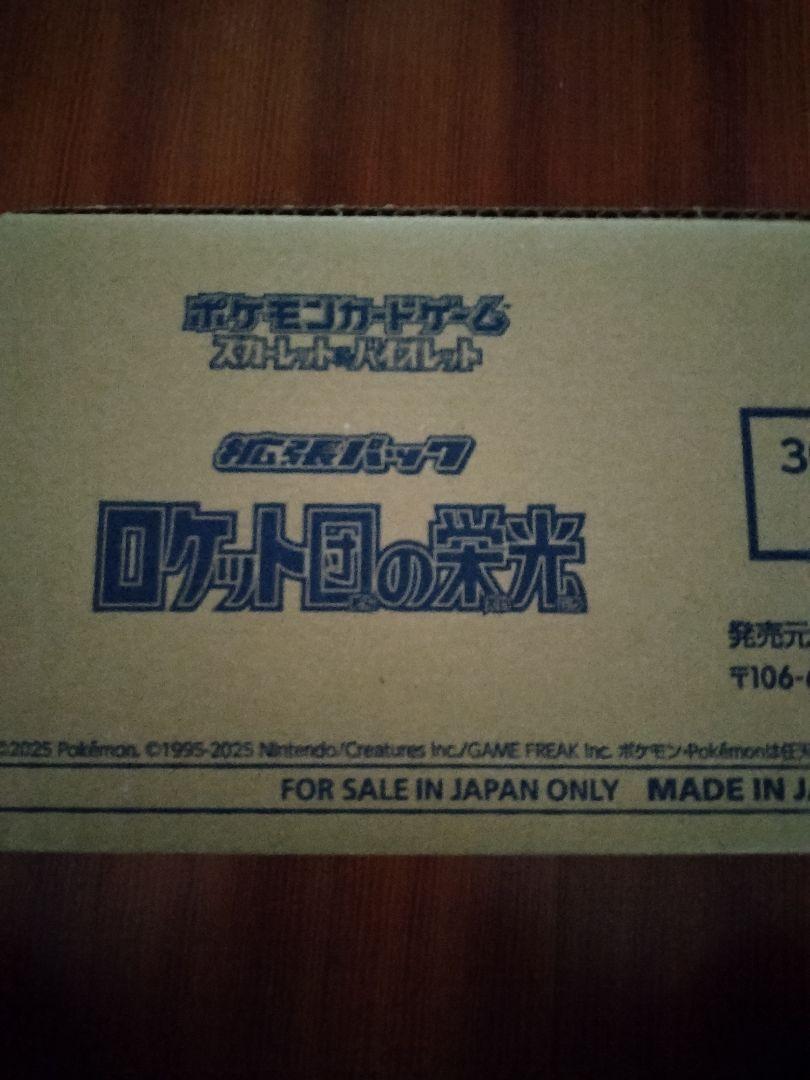 ポケモンカードゲーム
スカーレット&バイオレット
拡張パック
ロケット団の栄光
3
発売元
〒106-
©2025 Pokémon. ©1995-2025 Nintendo/Creatures Inc./GAME FREAK Inc. ポケモン・Pokémonは任天
FOR SALE IN JAPAN ONLY MADE IN J